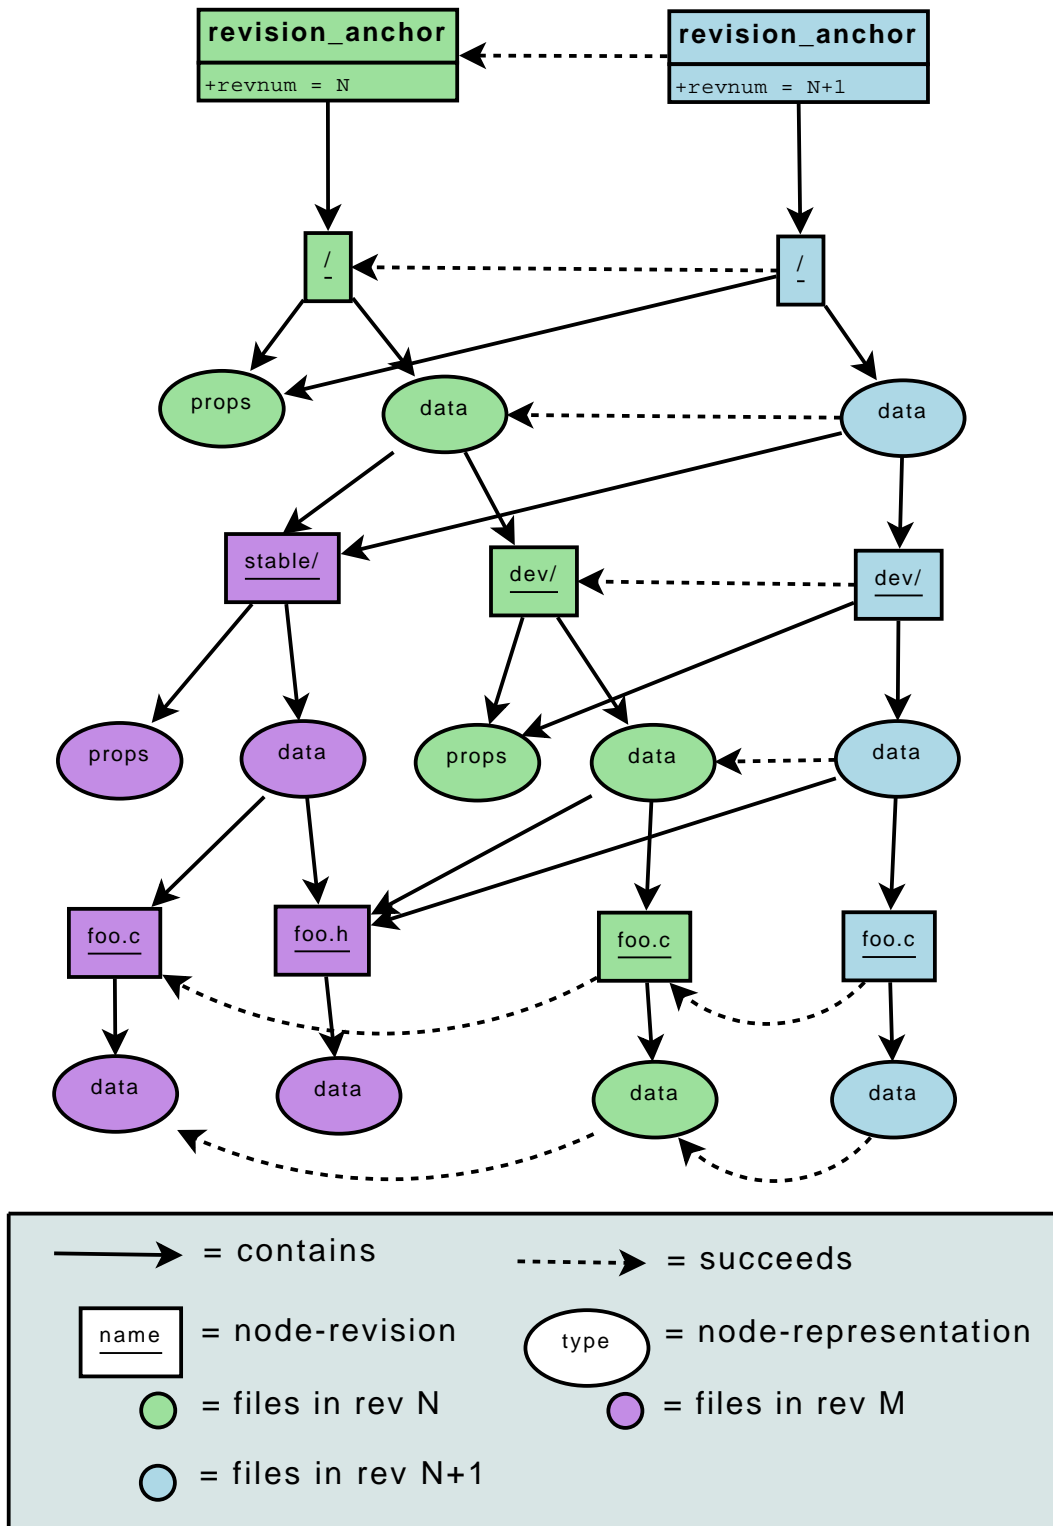 revision_anchor
+revnum = N
revision_anchor
+revnum = N+1
/
/
props
data
data
stable/
dev/
dev/
props
data
props
data
data
foo.c
foo.h
foo.c
foo.c
data
data
data
data
= contains
= succeeds
name
= node-revision
type
= node-representation
= files in rev N
= files in rev M
= files in rev N+1